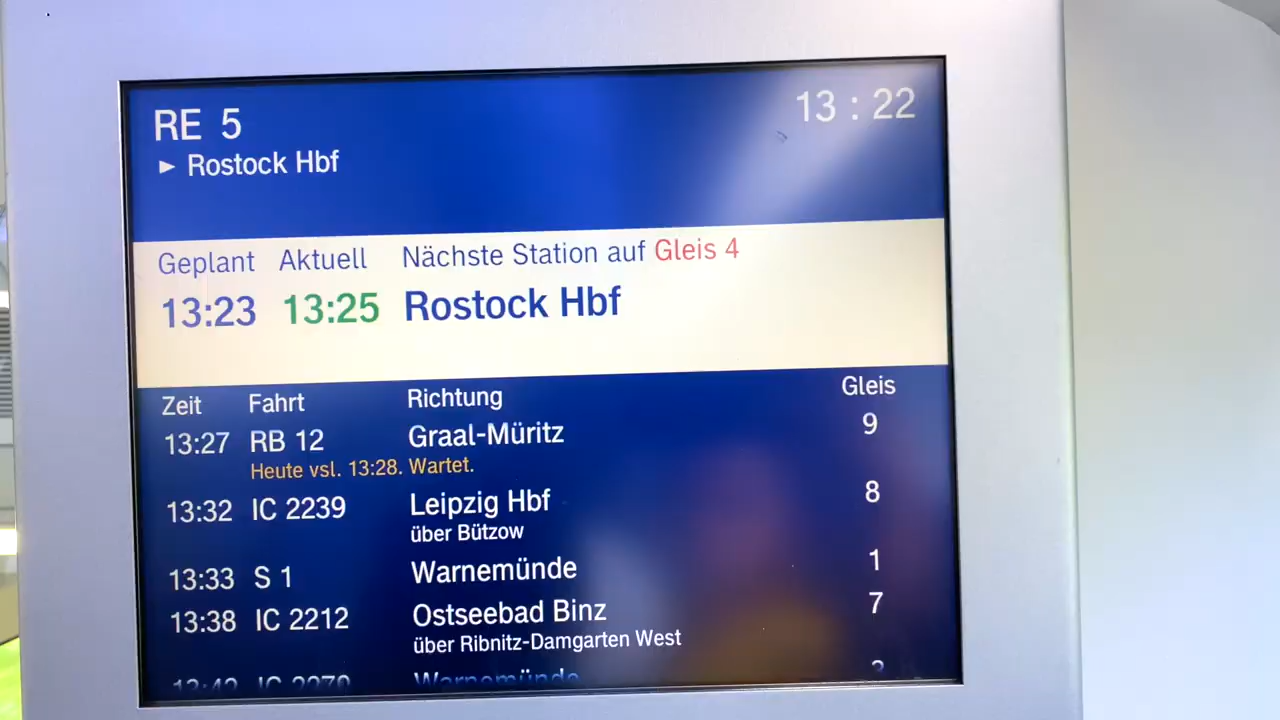 RE 5
13 : 22
► Rostock Hbf
Geplant Aktuell Nächste Station auf Gleis 4
13:23 13:25 Rostock Hbf
Zeit Fahrt Richtung Gleis
13:27 RB 12 Graal-Müritz 9
Heute vsl. 13:28. Wartet.
13:32 IC 2239 Leipzig Hbf 8
über Bützow
13:33 S 1 Warnemünde 1
13:38 IC 2212 Ostseebad Binz 7
über Ribnitz-Damgarten West
Warnemünde